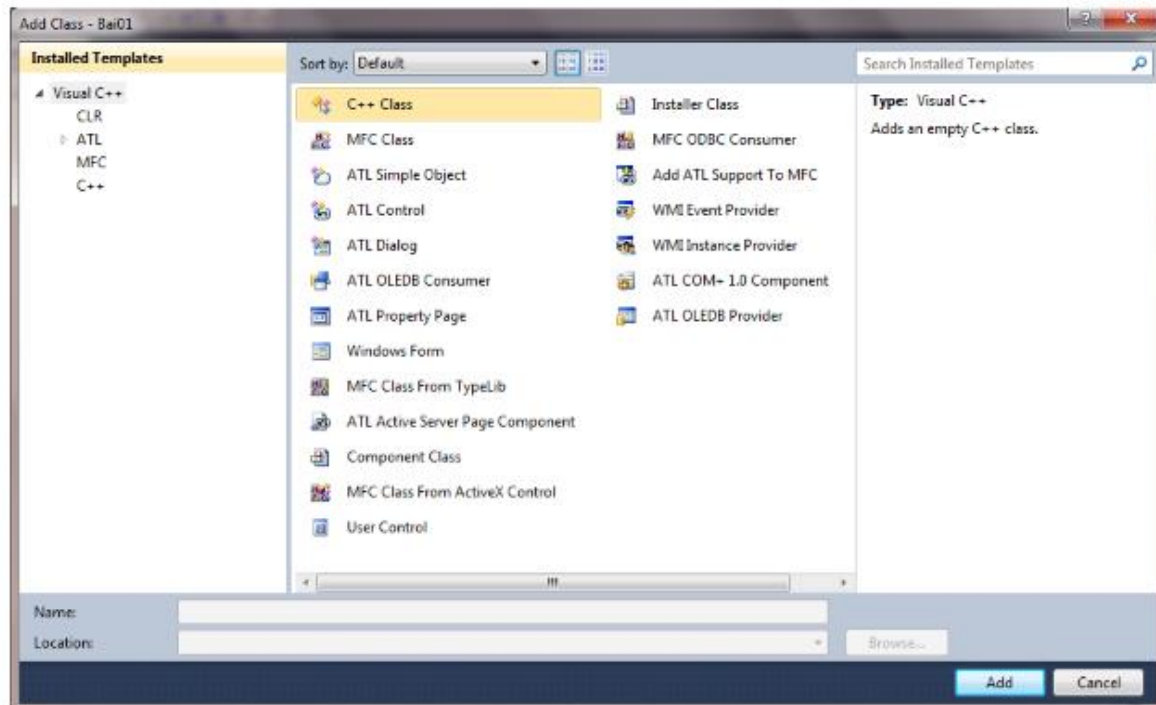 Add Class - Bai01
Installed Templates
Visual C++
CLR
ATL
MFC
C++
Sort by: Default
C++ Class
MFC Class
ATL Simple Object
ATL Control
ATL Dialog
ATL OLEDB Consumer
ATL Property Page
Windows Form
MFC Class From TypeLib
ATL Active Server Page Component
Component Class
MFC Class From ActiveX Control
User Control
Installer Class
MFC ODBC Consumer
Add ATL Support To MFC
WMI Event Provider
WMI Instance Provider
ATL COM+ 1.0 Component
ATL OLEDB Provider
Search Installed Templates
Type: Visual C++
Adds an empty C++ class.
Name:
Location:
Browse...
Add
Cancel